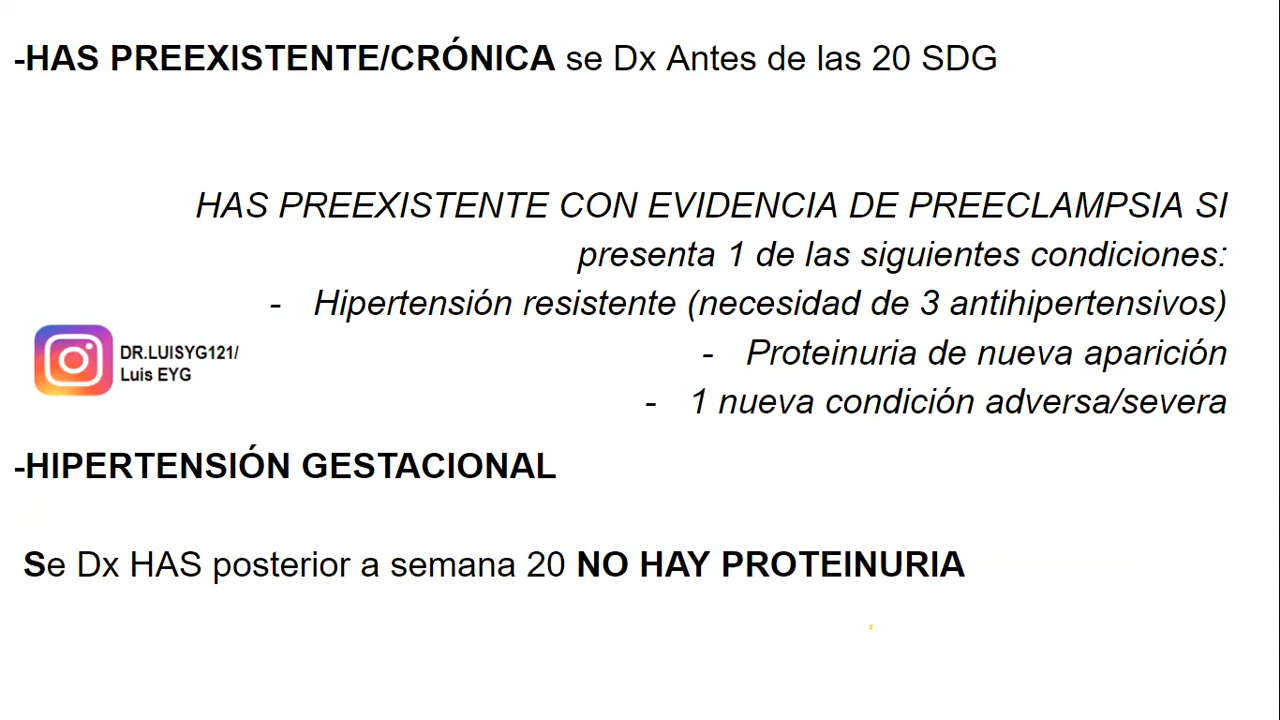 -HAS PREEXISTENTE/CRÓNICA se Dx Antes de las 20 SDG
HAS PREEXISTENTE CON EVIDENCIA DE PREECLAMPSIA SI
presenta 1 de las siguientes condiciones:
- Hipertensión resistente (necesidad de 3 antihipertensivos)
- Proteinuria de nueva aparición
- 1 nueva condición adversa/severa
DR.LUISYG121/
Luis EYG
-HIPERTENSIÓN GESTACIONAL
Se Dx HAS posterior a semana 20 NO HAY PROTEINURIA